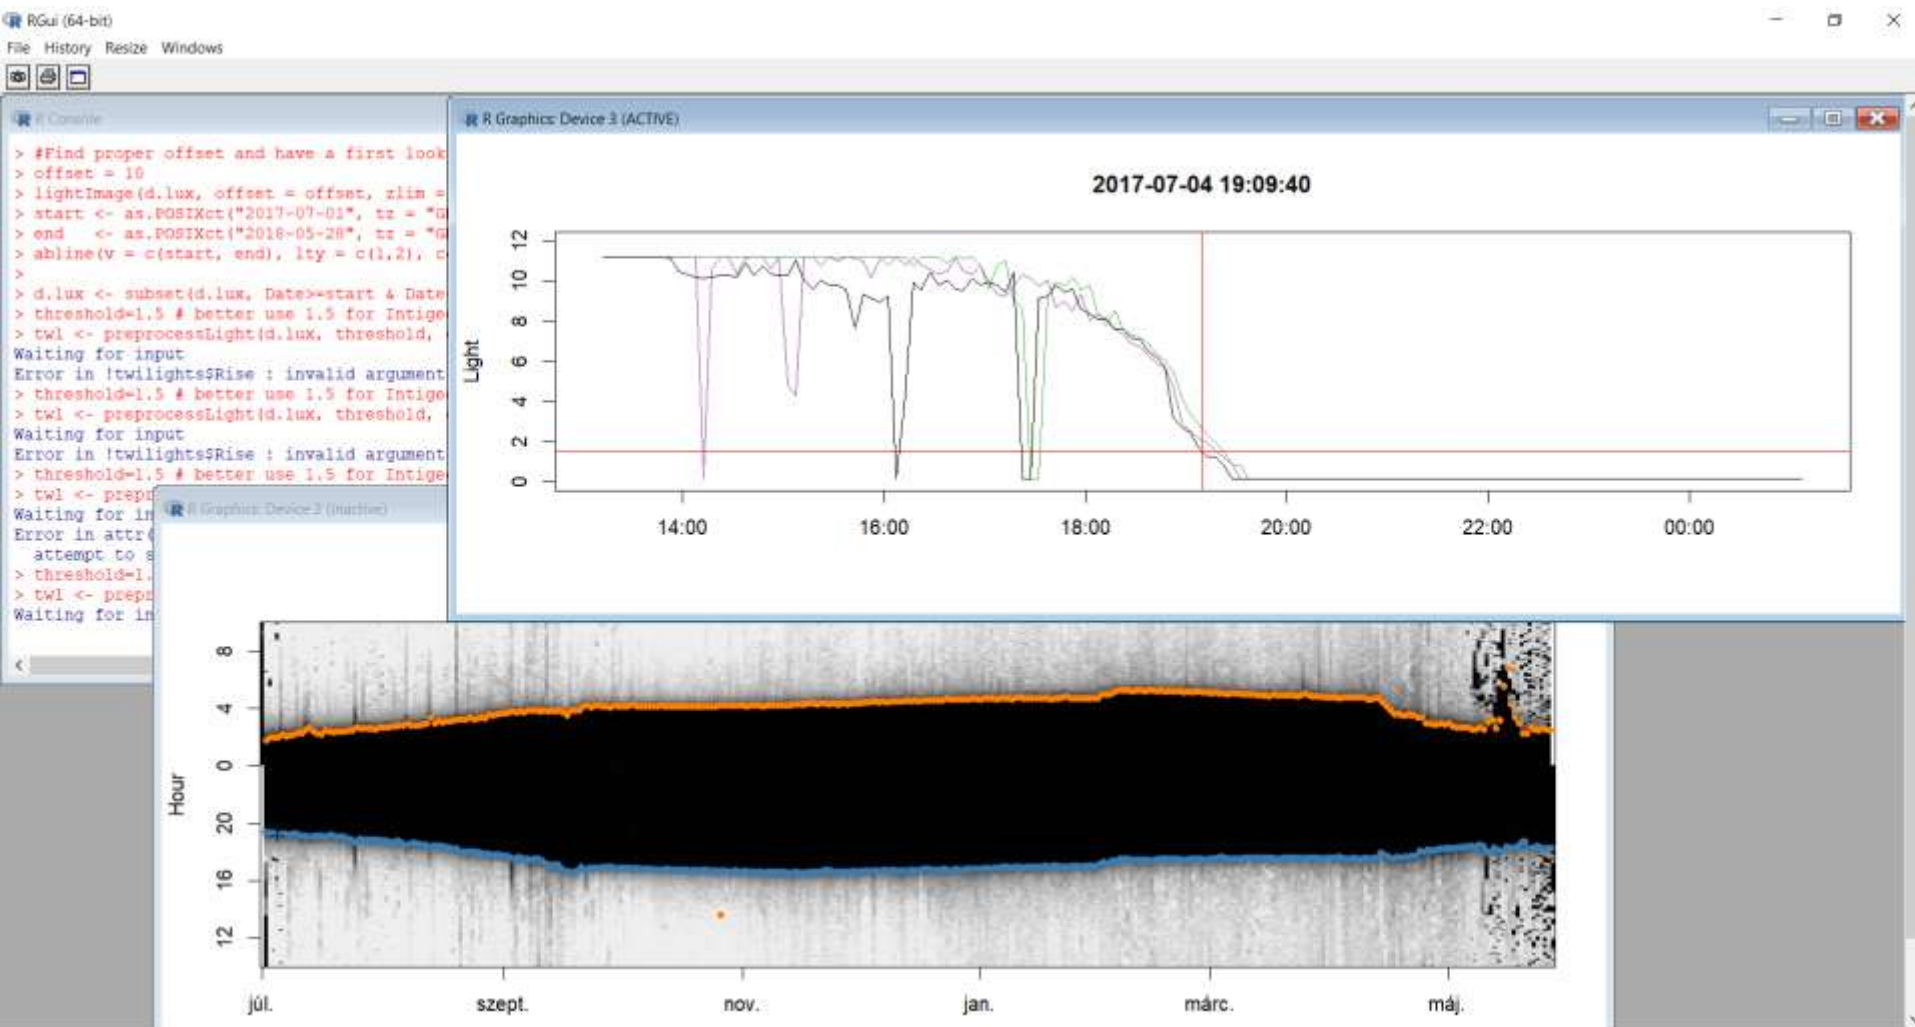 RGui (64-bit)
File History Resize Windows
R Console
> #Find proper offset and have a first look
> offset = 10
> lightImage(d.lux, offset = offset, zlim =
> start <- as.POSIXct("2017-07-01", tz = "G
> end   <- as.POSIXct("2018-05-28", tz = "G
> abline(v = c(start, end), lty = c(1,2), c
>
> d.lux <- subset(d.lux, Date>=start & Date
> threshold=1.5 # better use 1.5 for Intige
> twl <- preprocessLight(d.lux, threshold,
Waiting for input
Error in !twilights$Rise : invalid argument
> threshold=1.5 # better use 1.5 for Intige
> twl <- preprocessLight(d.lux, threshold,
Waiting for input
Error in !twilights$Rise : invalid argument
> threshold=1.5 # better use 1.5 for Intige
> twl <- prepr
Waiting for in
Error in attr(
  attempt to s
> threshold=1.
> twl <- prepr
Waiting for in
R Graphics: Device 3 (ACTIVE)
2017-07-04 19:09:40
Light
12
10
8
6
4
2
0
14:00 16:00 18:00 20:00 22:00 00:00
R Graphics: Device 2 (inactive)
Hour
8
4
0
20
16
12
júl. szept. nov. jan. márc. máj.